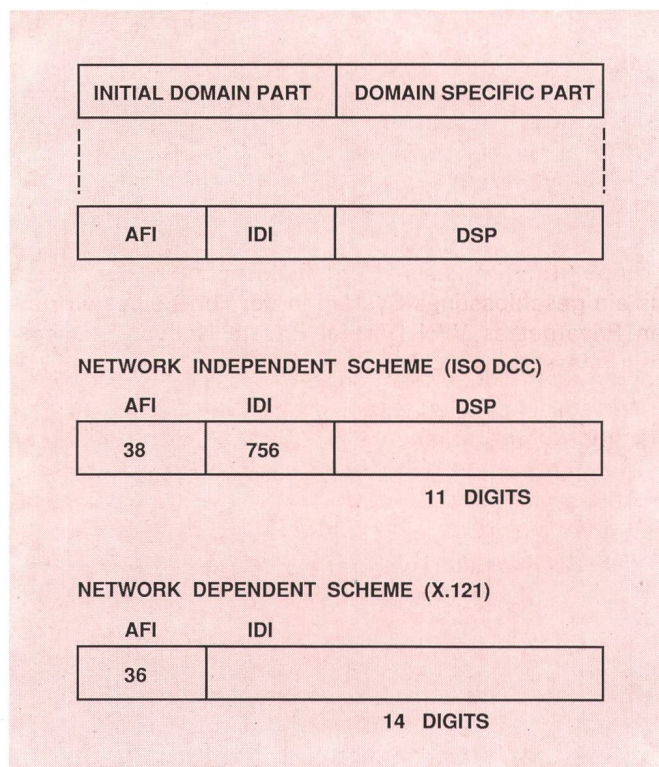 INITIAL DOMAIN PART DOMAIN SPECIFIC PART
AFI IDI DSP
NETWORK INDEPENDENT SCHEME (ISO DCC)
AFI IDI DSP
38 756
11 DIGITS
NETWORK DEPENDENT SCHEME (X.121)
AFI IDI
36
14 DIGITS